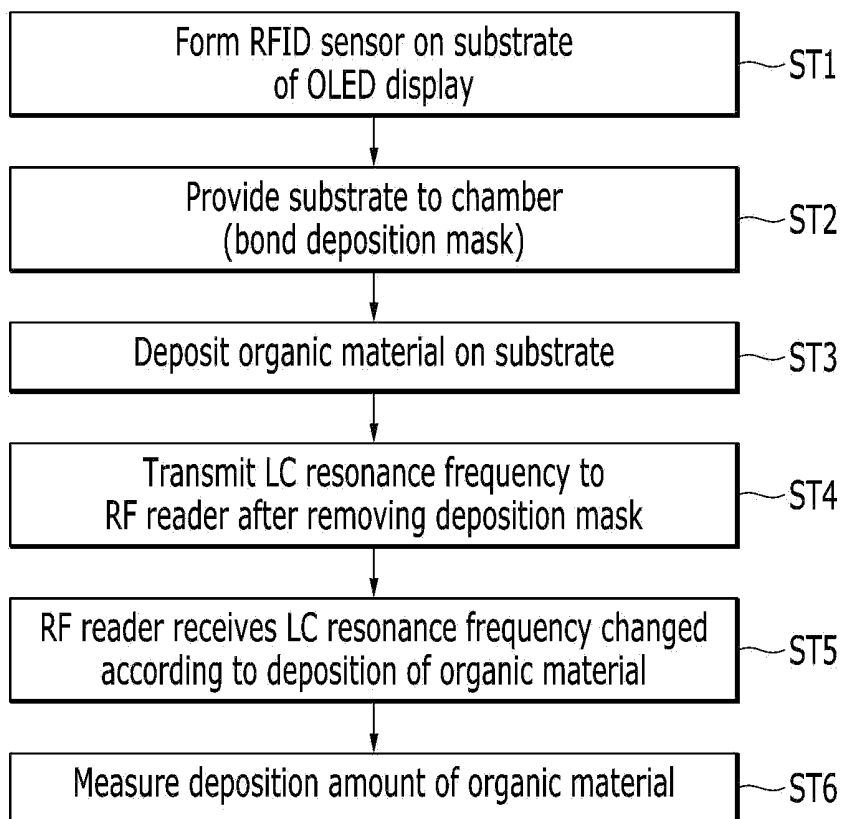 Form RFID sensor on substrate
of OLED display
ST1
Provide substrate to chamber
(bond deposition mask)
ST2
Deposit organic material on substrate
ST3
Transmit LC resonance frequency to
RF reader after removing deposition mask
ST4
RF reader receives LC resonance frequency changed
according to deposition of organic material
ST5
Measure deposition amount of organic material
ST6